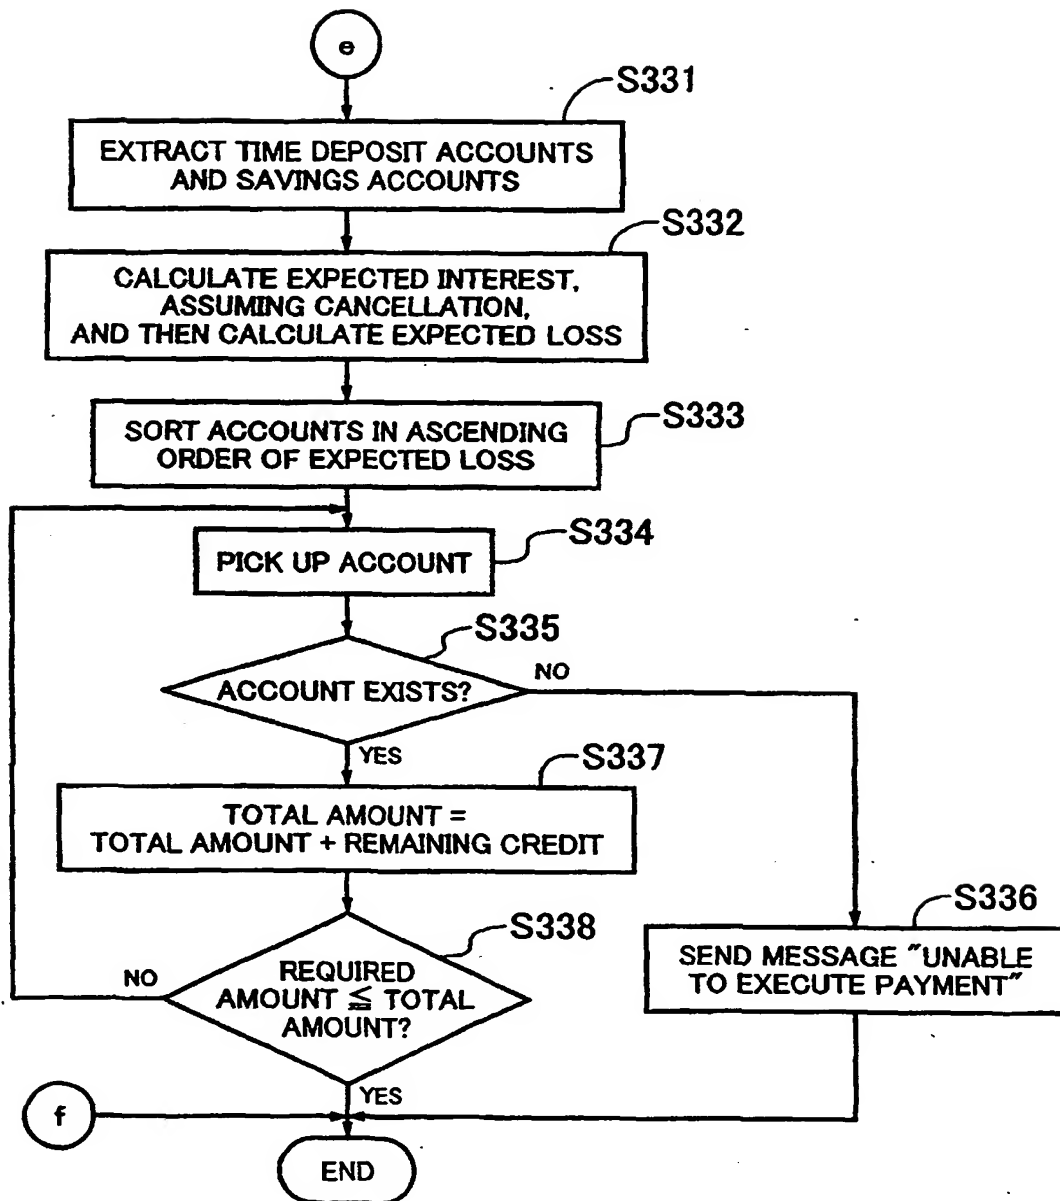 e
S331
EXTRACT TIME DEPOSIT ACCOUNTS
AND SAVINGS ACCOUNTS
S332
CALCULATE EXPECTED INTEREST,
ASSUMING CANCELLATION,
AND THEN CALCULATE EXPECTED LOSS
S333
SORT ACCOUNTS IN ASCENDING
ORDER OF EXPECTED LOSS
S334
PICK UP ACCOUNT
S335
ACCOUNT EXISTS?
NO
YES
S337
TOTAL AMOUNT =
TOTAL AMOUNT + REMAINING CREDIT
S338
REQUIRED
AMOUNT ≦ TOTAL
AMOUNT?
NO
YES
S336
SEND MESSAGE "UNABLE
TO EXECUTE PAYMENT"
f
END